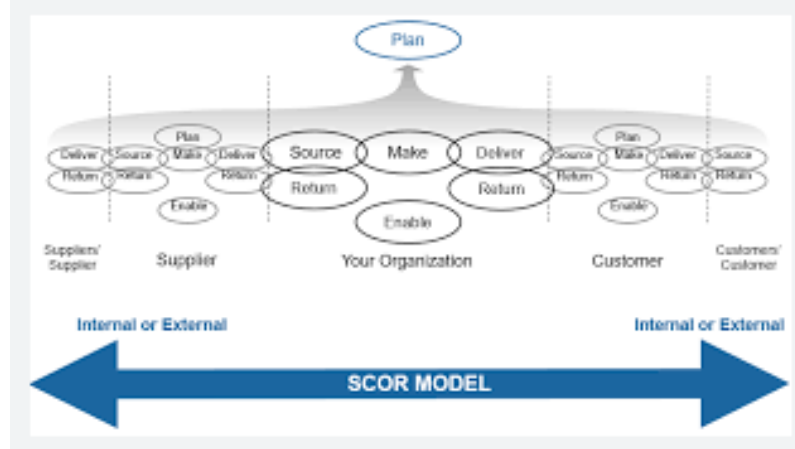 Plan
Plan Plan
Deliver Source Make Deliver Source Make Deliver Source Make Deliver Source
Return Return Return Return Return Return Return Return
Enable Enable Enable
Suppliers' Supplier
Supplier
Your Organization
Customer
Customers' Customer
Internal or External Internal or External
SCOR MODEL